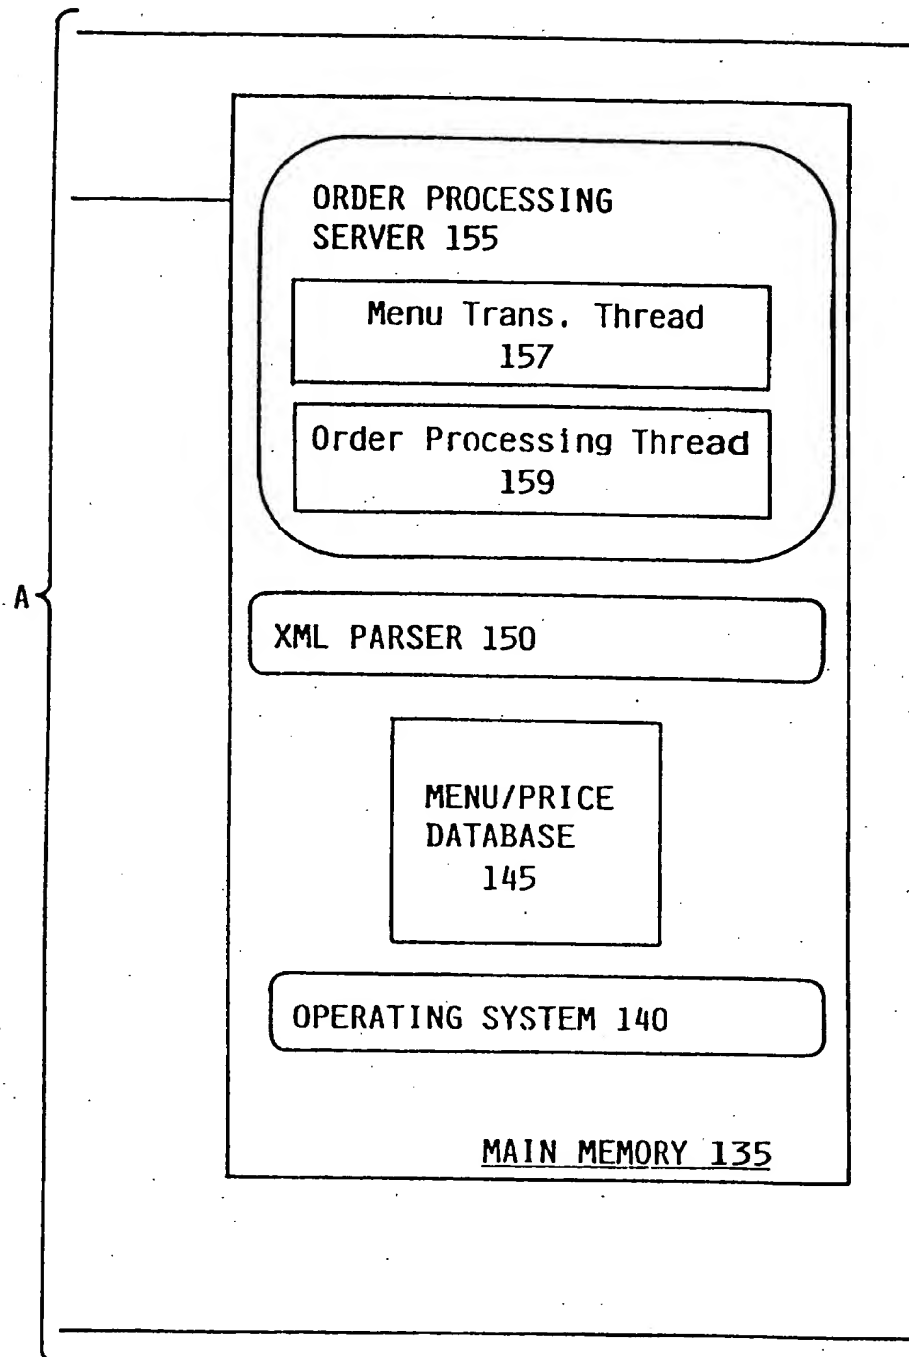 ORDER PROCESSING
SERVER 155
Menu Trans. Thread
157
Order Processing Thread
159
A
XML PARSER 150
MENU/PRICE
DATABASE
145
OPERATING SYSTEM 140
MAIN MEMORY 135